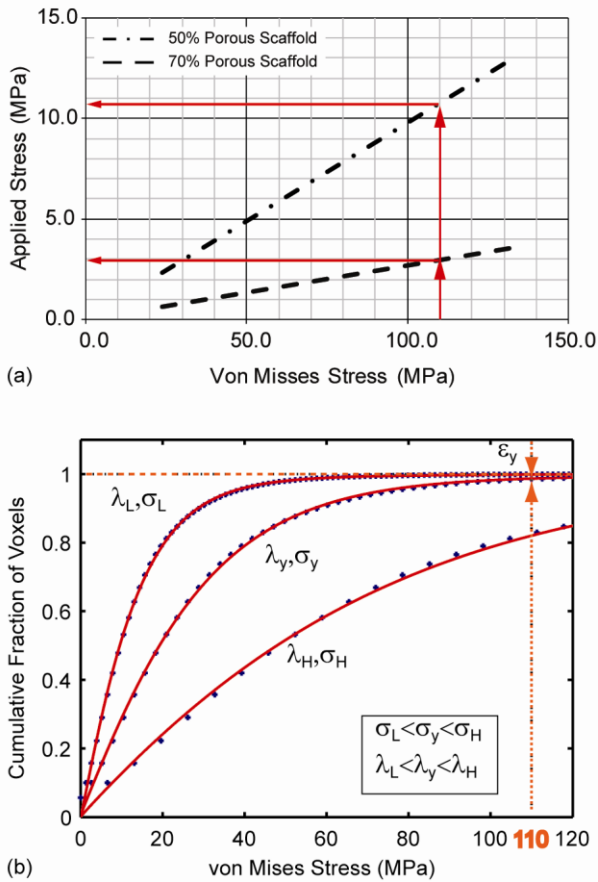 50% Porous Scaffold
70% Porous Scaffold
Applied Stress (MPa)
15.0
10.0
5.0
0.0
0.0 50.0 100.0 150.0
Von Misses Stress (MPa)
(a)
εy
1
λL,σL
0.8
λy,σy
0.6
λH,σH
0.4
0.2
0
Cumulative Fraction of Voxels
σL<σy<σH
λL<λy<λH
0 20 40 60 80 100 110 120
von Mises Stress (MPa)
(b)